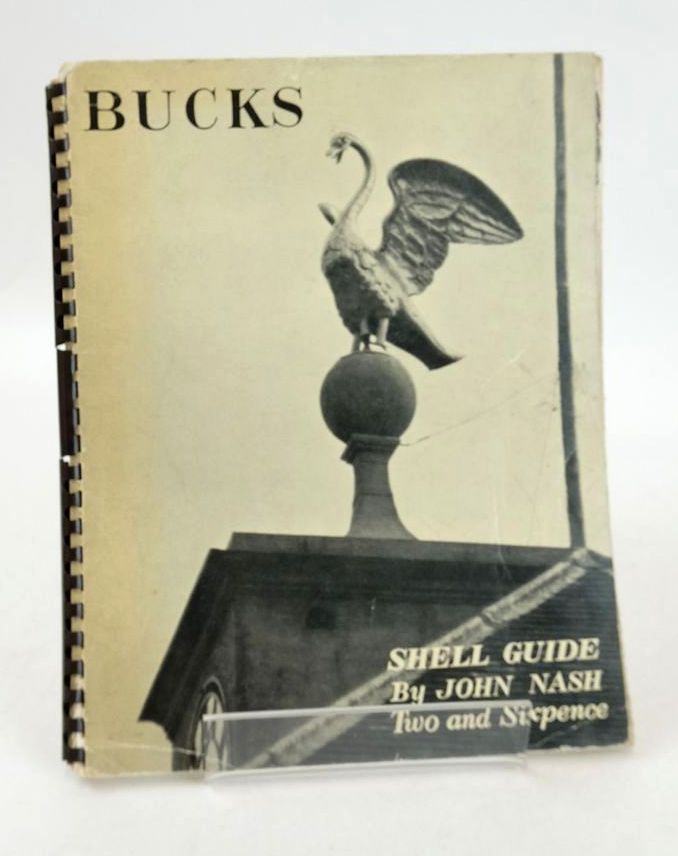 BUCKS
SHELL GUIDE
By JOHN NASH
Two and Sixpence